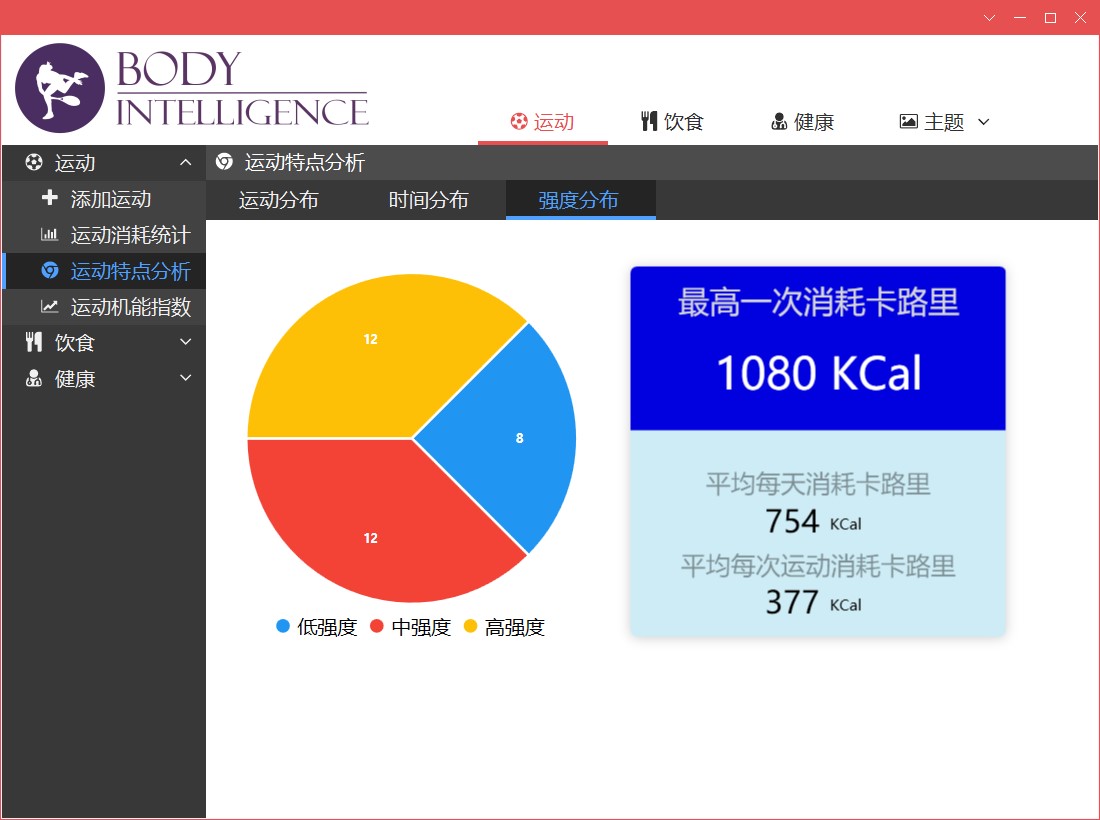 BODY
INTELLIGENCE
运动
饮食
健康
主题
运动
添加运动
运动消耗统计
运动特点分析
运动机能指数
饮食
健康
运动特点分析
运动分布
时间分布
强度分布
12
8
12
低强度
中强度
高强度
最高一次消耗卡路里
1080 KCal
平均每天消耗卡路里
754 KCal
平均每次运动消耗卡路里
377 KCal